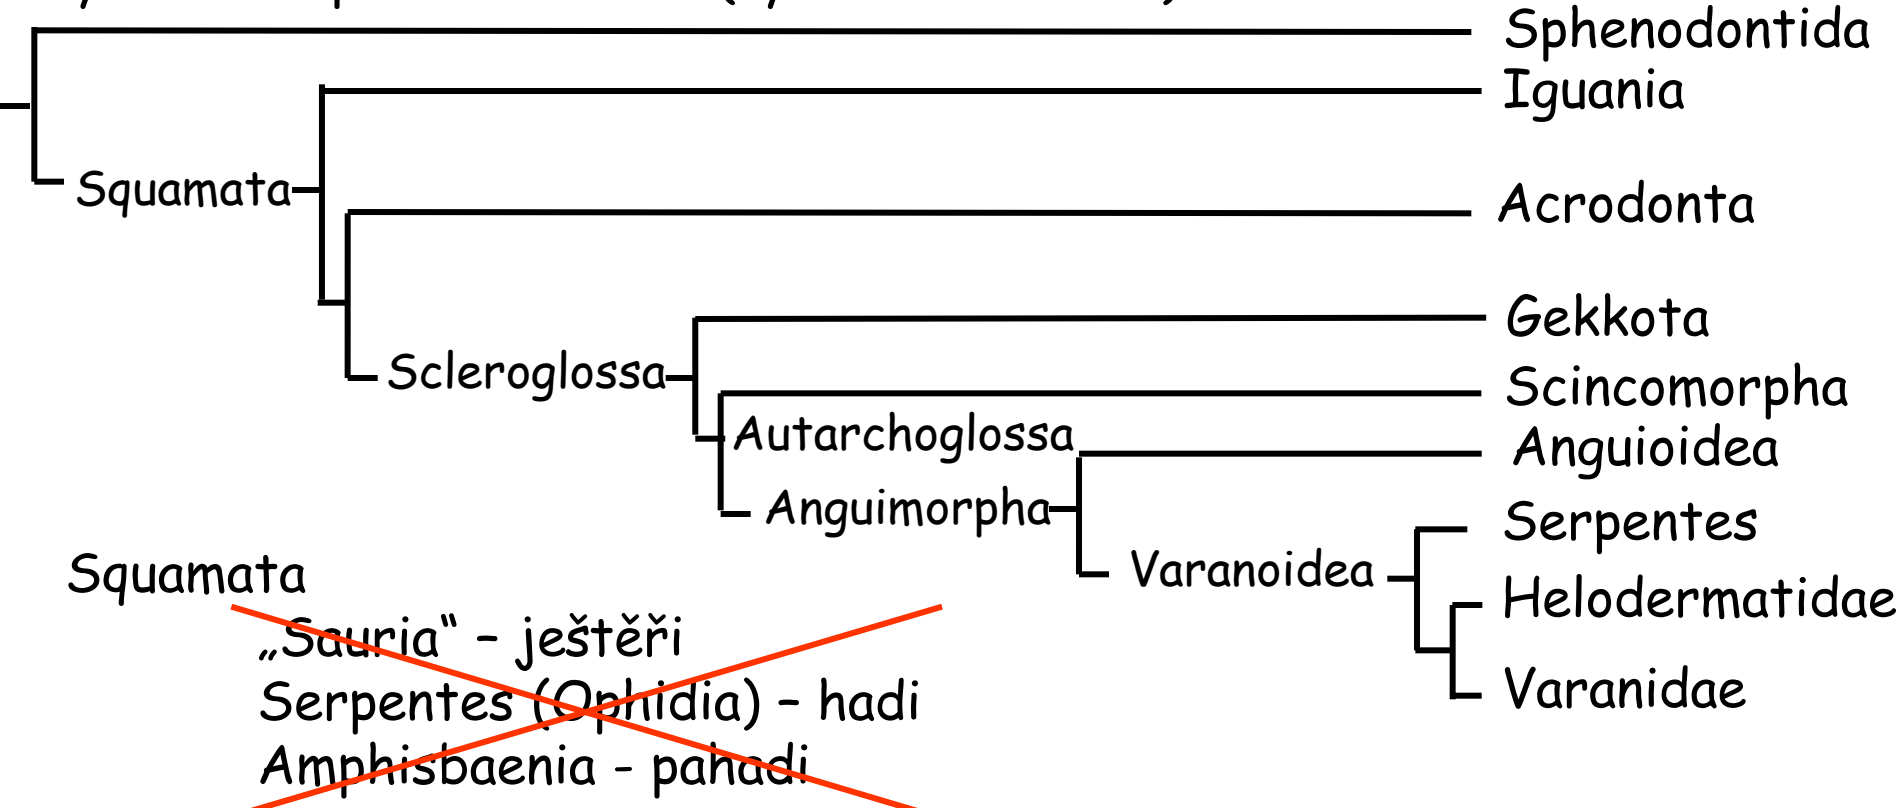 Sphenodontida
Iguania
Squamata
Acrodonta
Gekkota
Scleroglossa
Scincomorpha
Autarchoglossa
Anguioidea
Anguimorpha
Serpentes
Varanoidea
Helodermatidae
Varanidae
Squamata
„Sauria“ – ještěři
Serpentes (Ophidia) – hadi
Amphisbaenia - pahadi